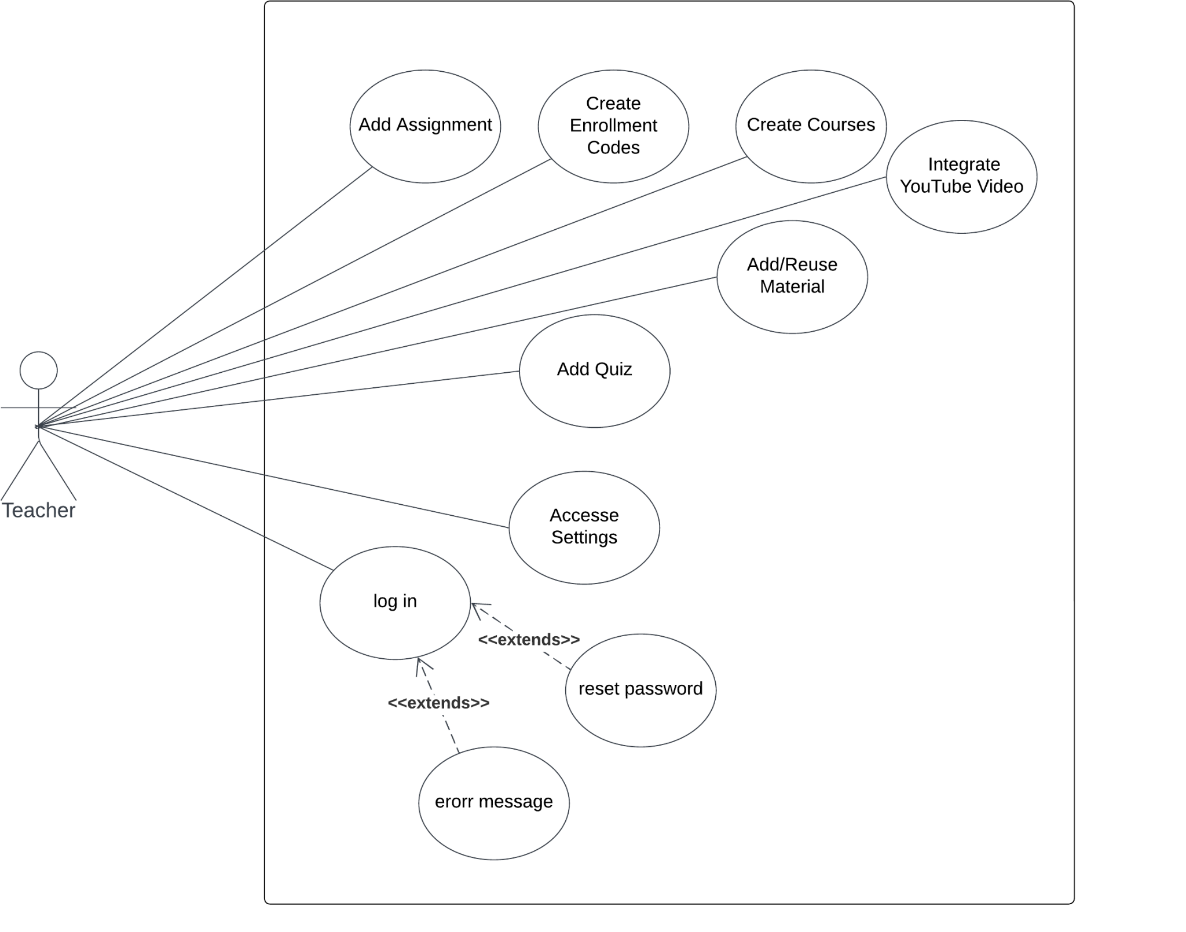 Add Assignment
Create
Enrollment
Codes
Create Courses
Integrate
YouTube Video
Add/Reuse
Material
Add Quiz
Teacher
Accesse
Settings
log in
<<extends>>
reset password
<<extends>>
erorr message